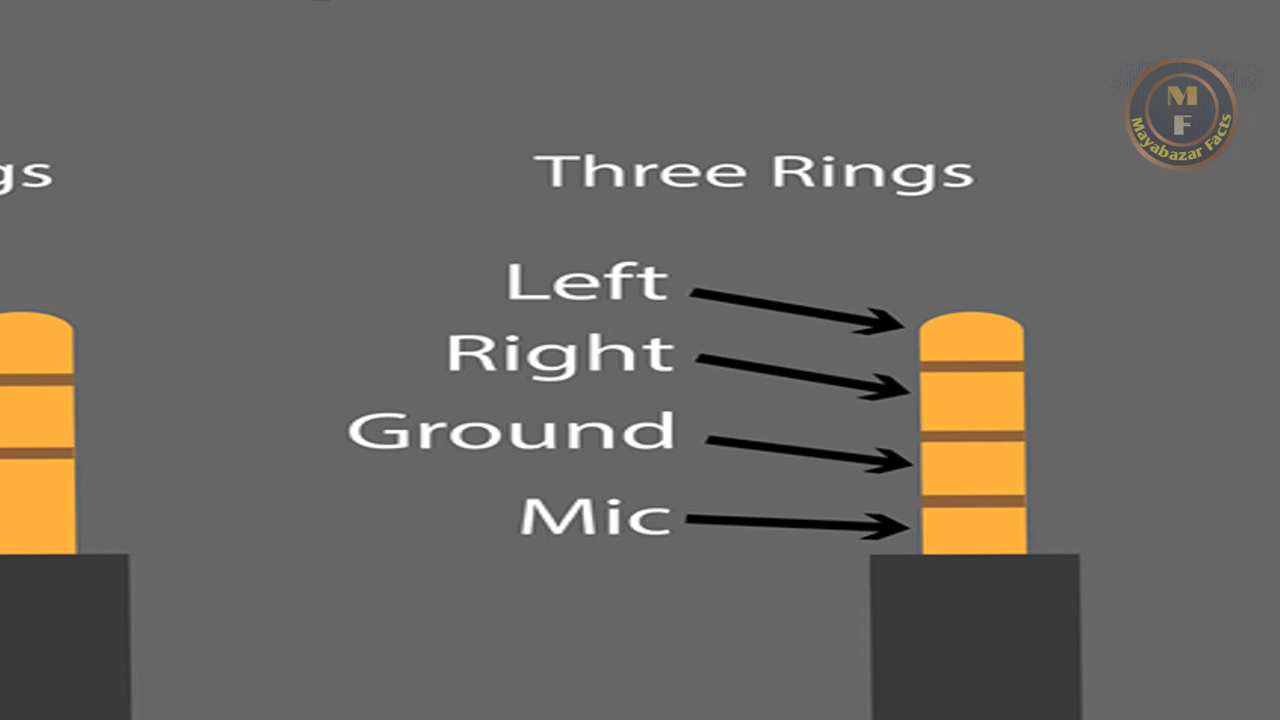 gs
Three Rings
Left
Right
Ground
Mic
M
F
Mayabazar Facts